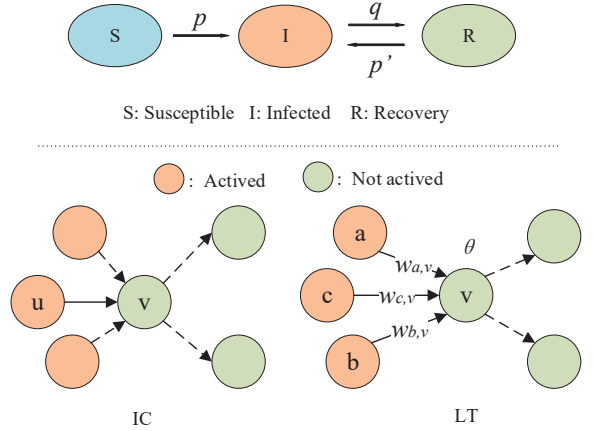 p
q
S
I
R
p’
S: Susceptible I: Infected R: Recovery
: Actived
: Not actived
a
θ
w_{a,v}
u
v
c
w_{c,v}
v
w_{b,v}
b
IC
LT